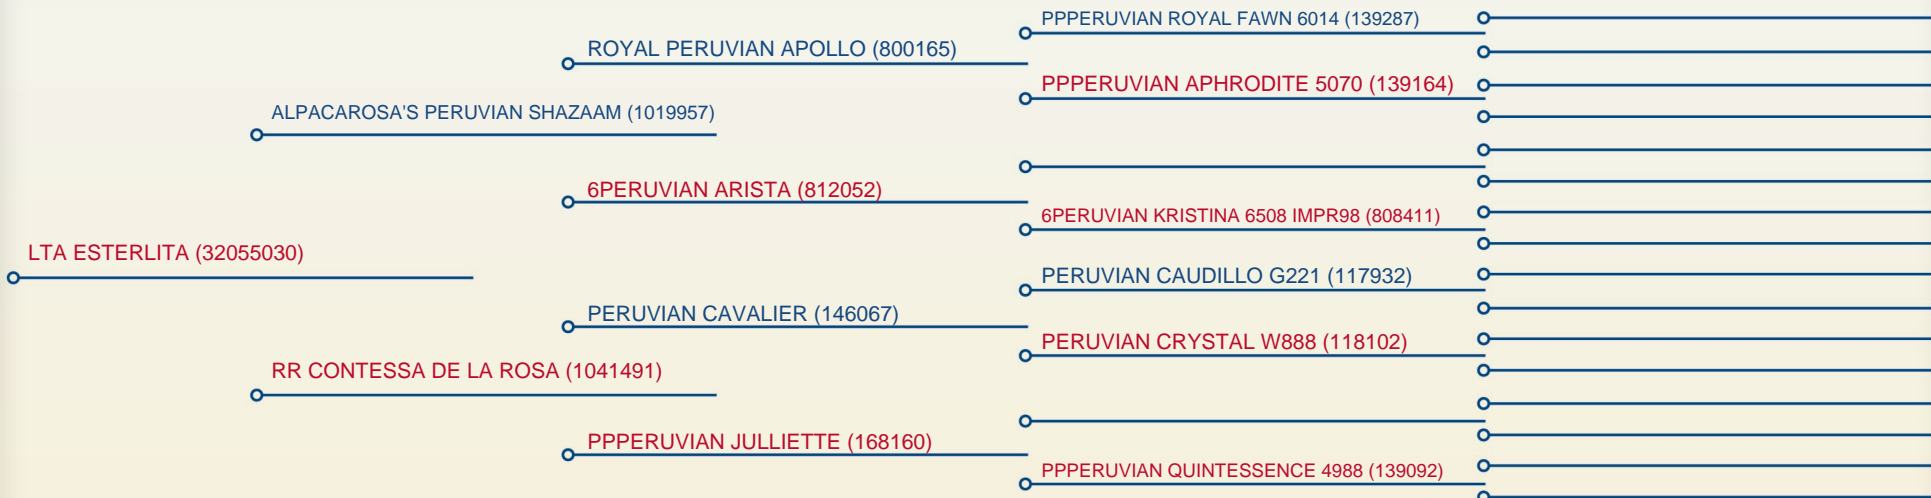 PPPERUVIAN ROYAL FAWN 6014 (139287)
ROYAL PERUVIAN APOLLO (800165)
PPPERUVIAN APHRODITE 5070 (139164)
ALPACAROSA'S PERUVIAN SHAZAAM (1019957)
6PERUVIAN ARISTA (812052)
6PERUVIAN KRISTINA 6508 IMPR98 (808411)
LTA ESTERLITA (32055030)
PERUVIAN CAUDILLO G221 (117932)
PERUVIAN CAVALIER (146067)
PERUVIAN CRYSTAL W888 (118102)
RR CONTESSA DE LA ROSA (1041491)
PPPERUVIAN JULLIETTE (168160)
PPPERUVIAN QUINTESSENCE 4988 (139092)